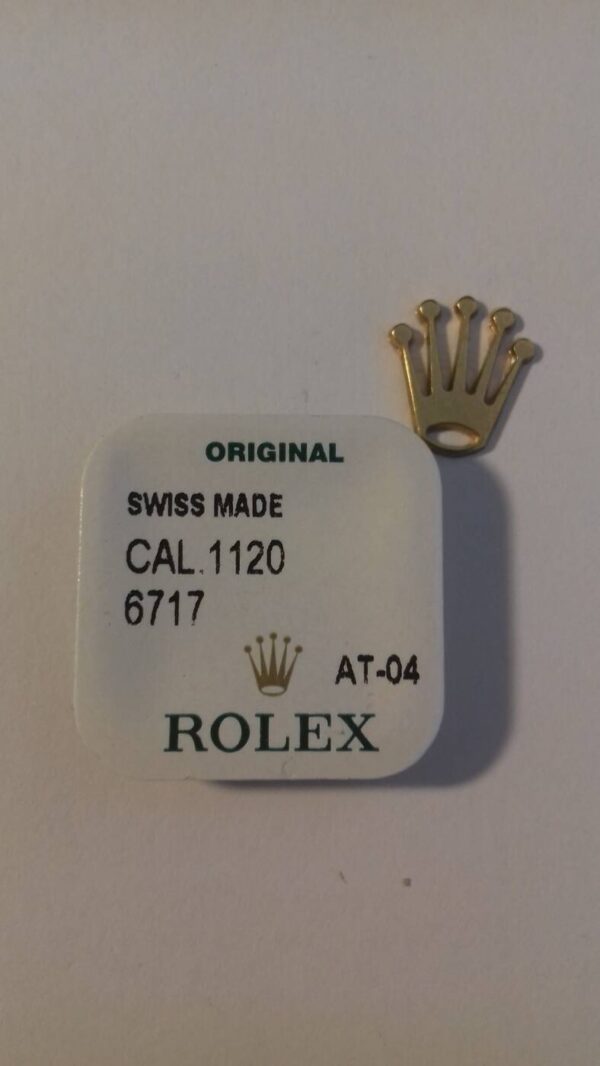 ORIGINAL
SWISS MADE
CAL.1120
6717
AT-04
ROLEX